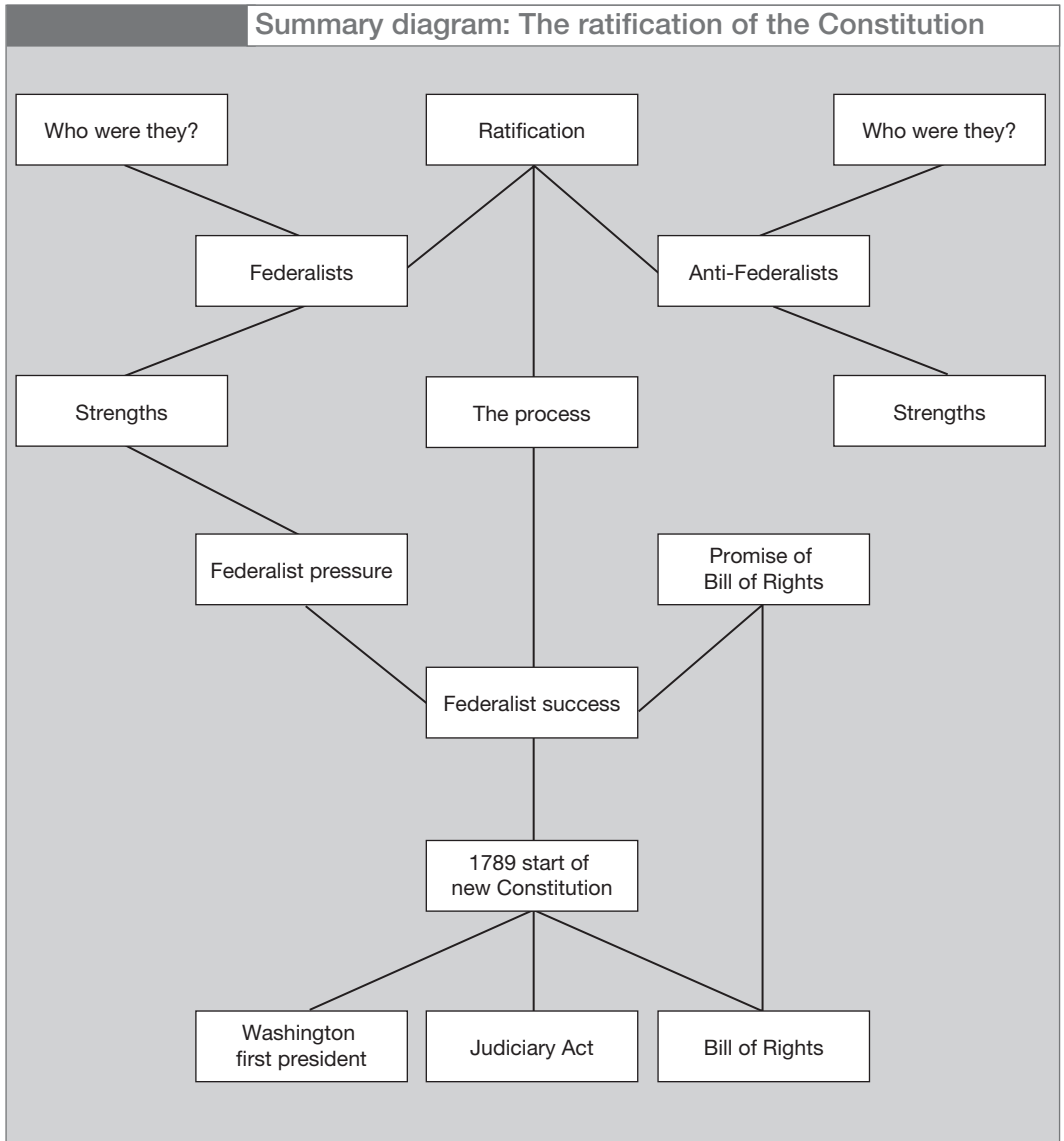 Summary diagram: The ratification of the Constitution
Who were they?
Ratification
Who were they?
Federalists
Anti-Federalists
Strengths
The process
Strengths
Federalist pressure
Promise of
Bill of Rights
Federalist success
1789 start of
new Constitution
Washington
first president
Judiciary Act
Bill of Rights